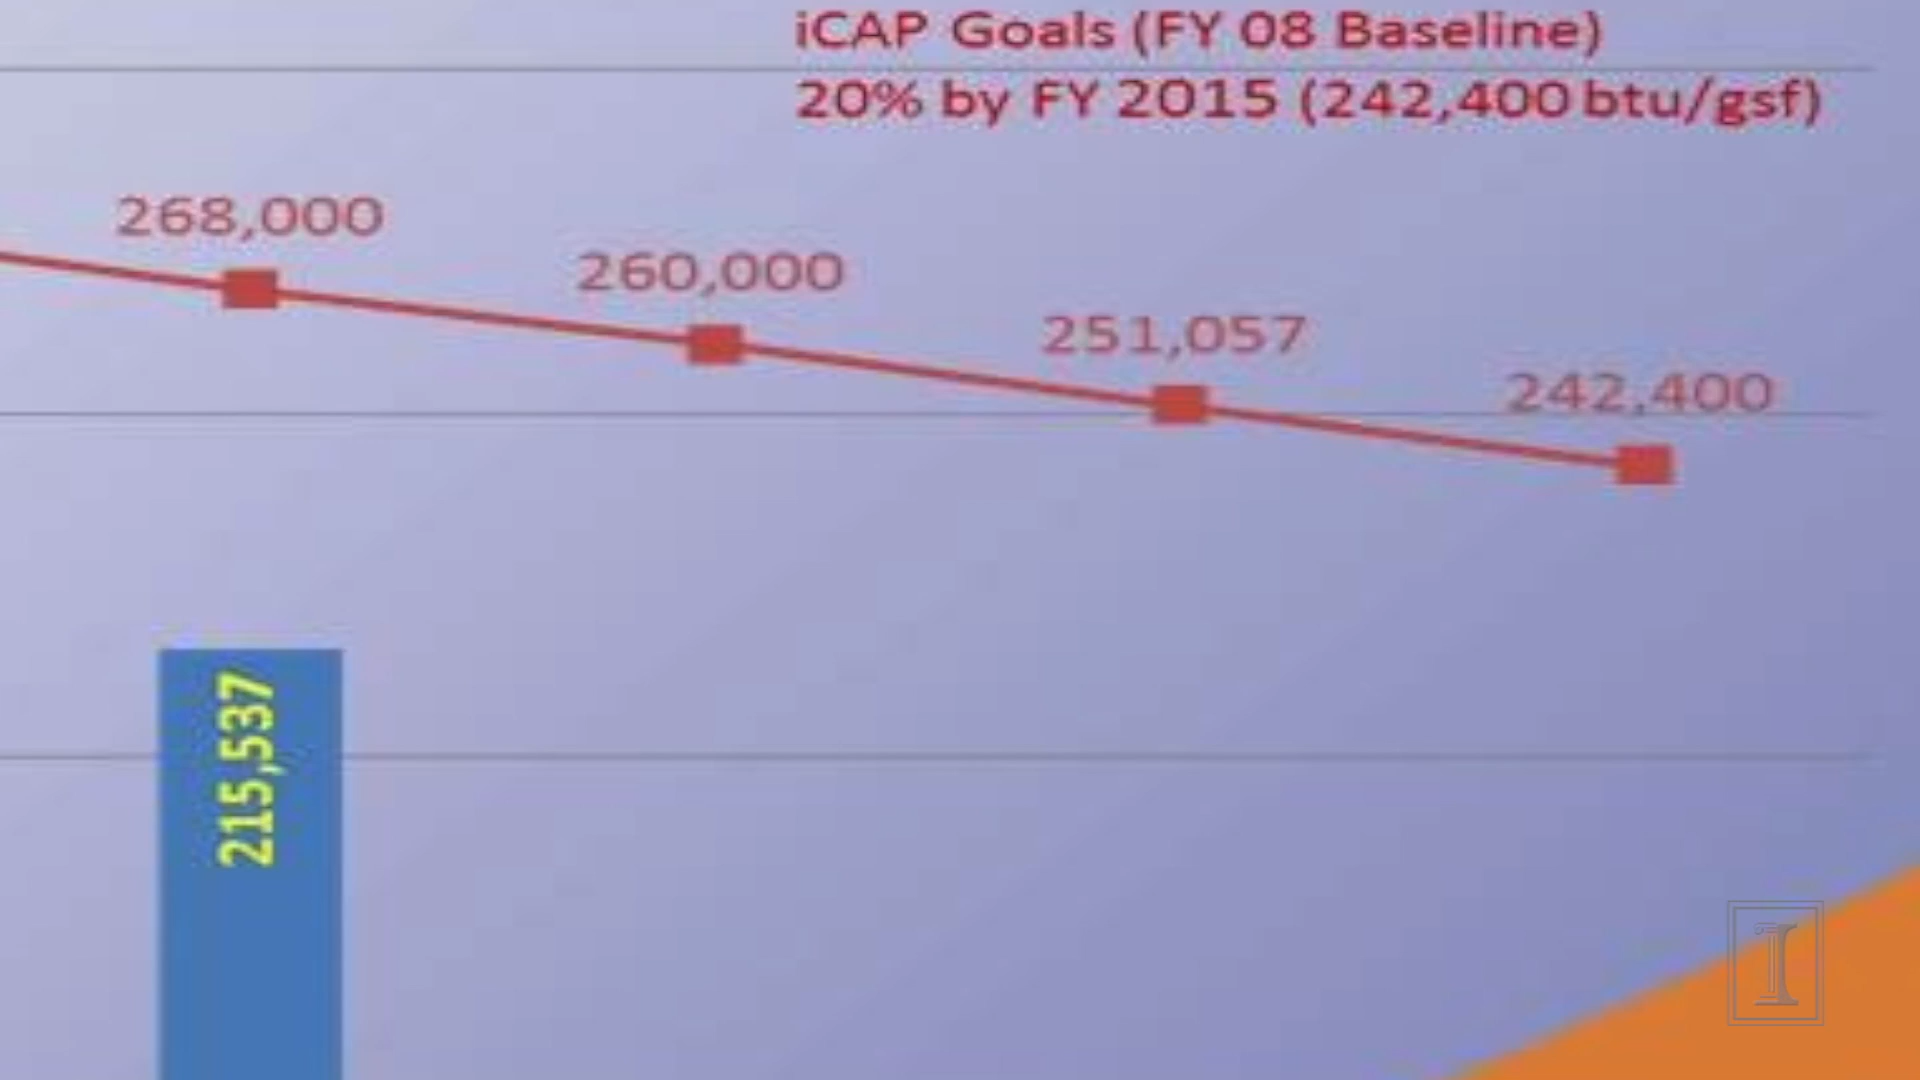 iCAP Goals (FY 08 Baseline)
20% by FY 2015 (242,400 btu/gsf)
268,000
260,000
251,057
242,400
215,537
I